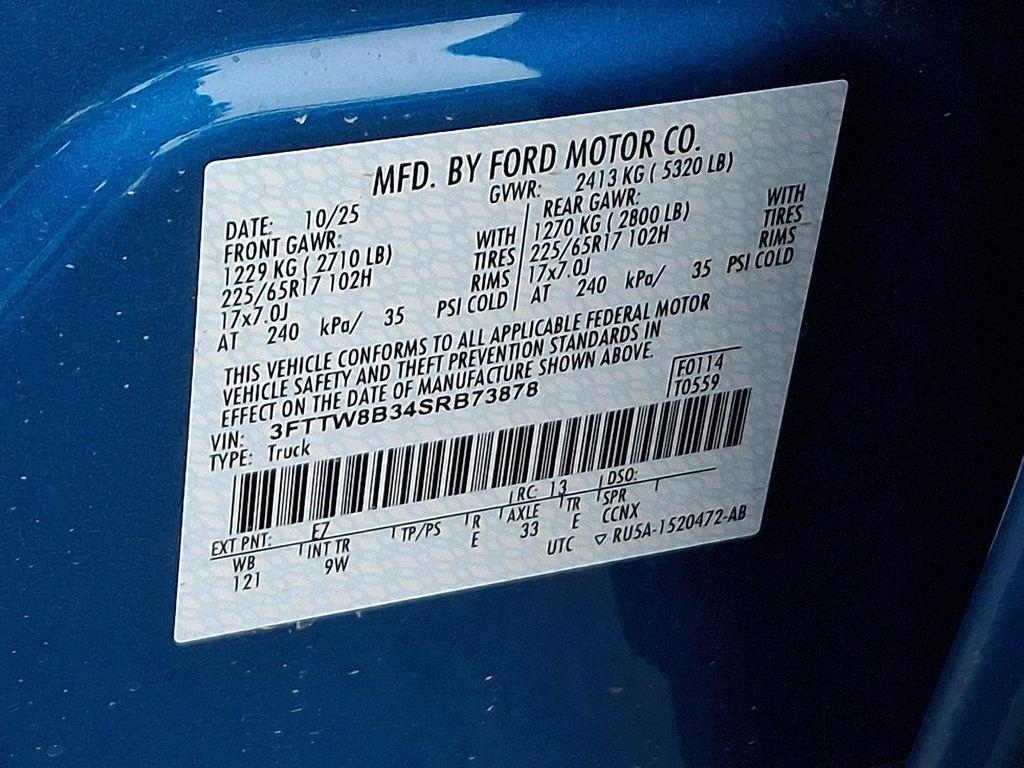 MFD. BY FORD MOTOR CO.
DATE: 10/25 GVWR: 2413 KG ( 5320 LB)
FRONT GAWR: REAR GAWR:
1229 KG ( 2710 LB) WITH 1270 KG ( 2800 LB) WITH
225/65R17 102H TIRES 225/65R17 102H TIRES
17x7.0J RIMS 17x7.0J RIMS
AT 240 kPa/ 35 PSI COLD AT 240 kPa/ 35 PSI COLD
THIS VEHICLE CONFORMS TO ALL APPLICABLE FEDERAL MOTOR
VEHICLE SAFETY AND THEFT PREVENTION STANDARDS IN
EFFECT ON THE DATE OF MANUFACTURE SHOWN ABOVE.
VIN: 3FTTW8B34SRB73878 F0114
TYPE: Truck T0559
EXT PNT: EZ RC: 13 DSO:
WB INT TR TP/PS R AXLE TR SPR
121 9W E 33 E CCNX
UTC ▽ RU5A-1520472-AB